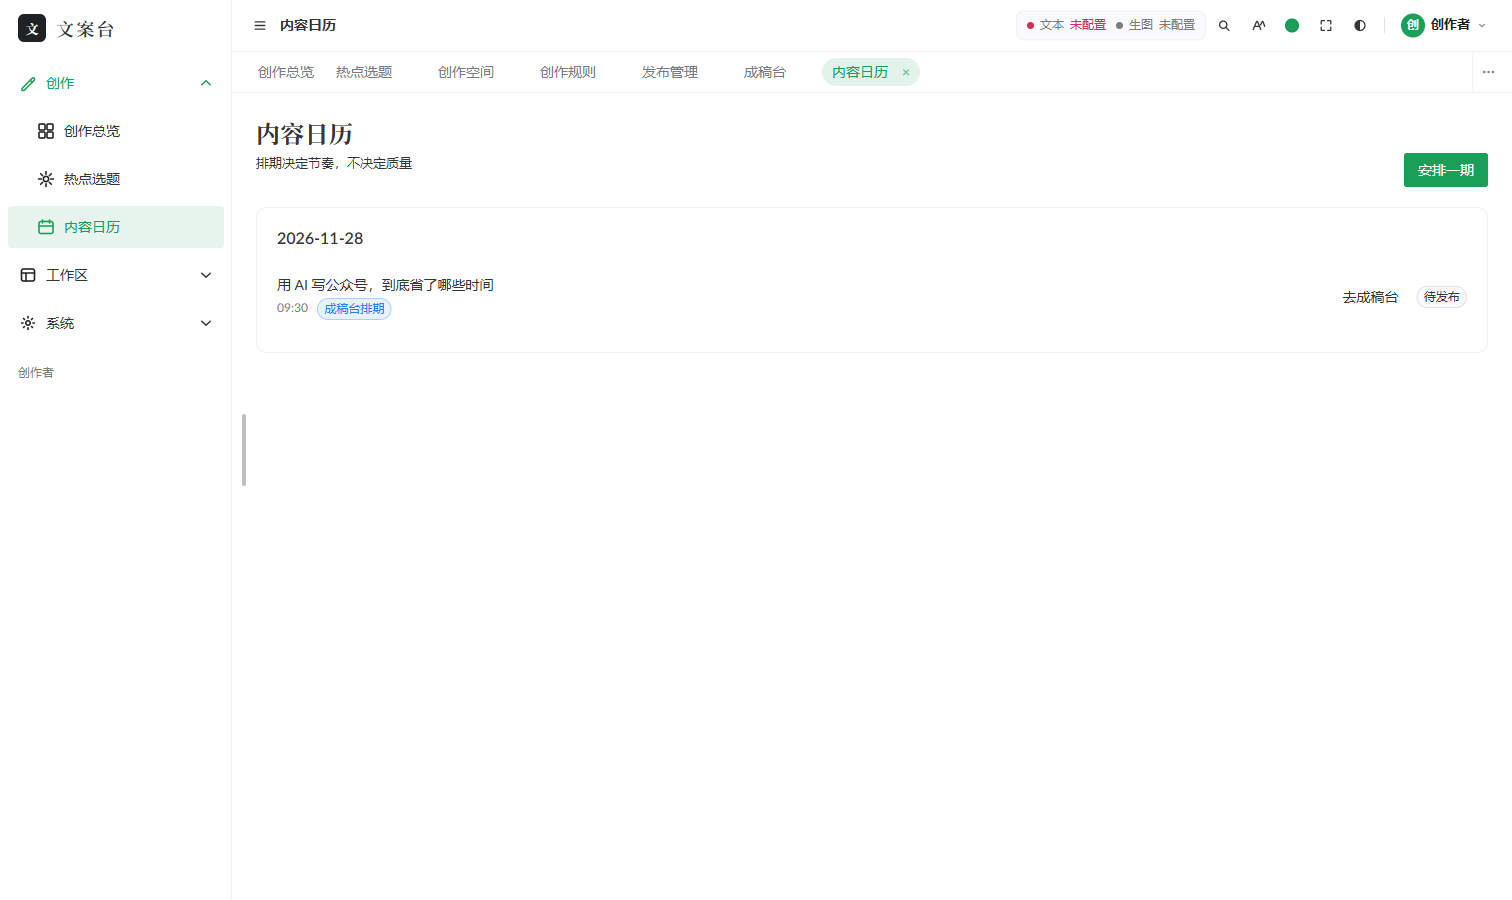 文 文案台
创作
创作总览
热点选题
内容日历
工作区
系统
创作者
内容日历
文本 未配置 生图 未配置
创 创作者
创作总览 热点选题 创作空间 创作规则 发布管理 成稿台 内容日历 ×
内容日历
排期决定节奏，不决定质量
安排一期
2026-11-28
用 AI 写公众号，到底省了哪些时间
09:30 成稿台排期
去成稿台 待发布